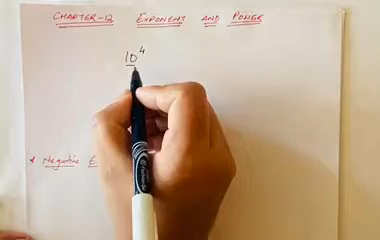 CHAPTER-12 EXPONENT AND POWER
10⁴
* Negative